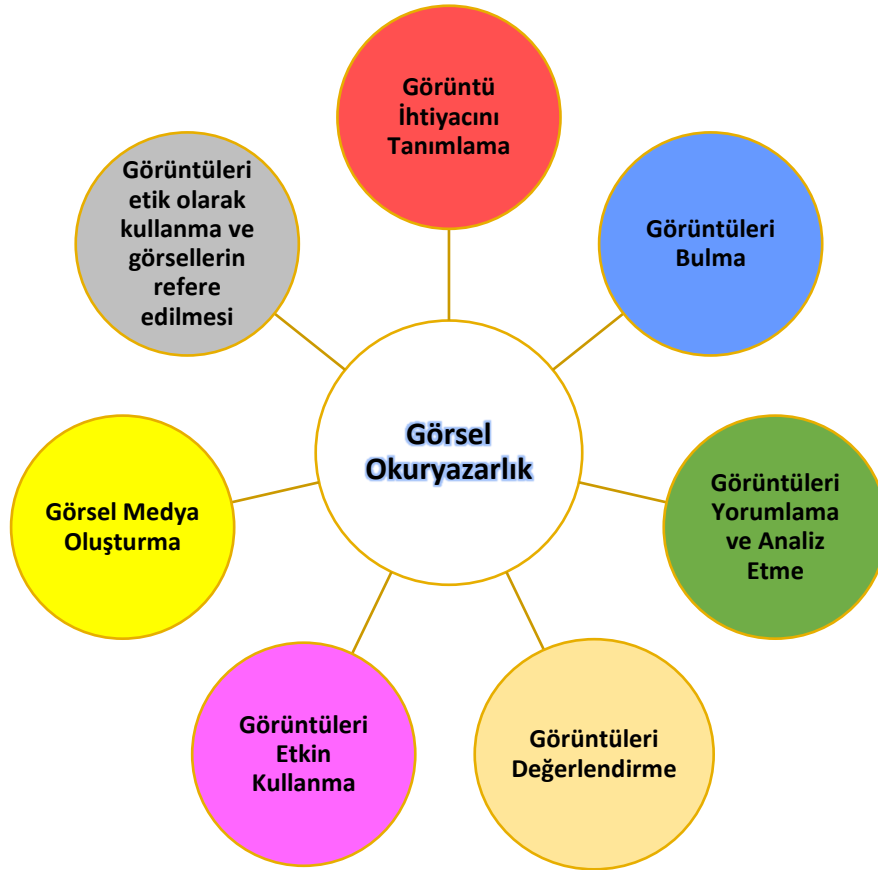 Görüntü
İhtiyacını
Tanımlama
Görüntüleri
Bulma
Görüntüleri
Yorumlama
ve Analiz
Etme
Görüntüleri
Değerlendirme
Görüntüleri
Etkin
Kullanma
Görsel Medya
Oluşturma
Görüntüleri
etik olarak
kullanma ve
görsellerin
refere
edilmesi
Görsel
Okuryazarlık